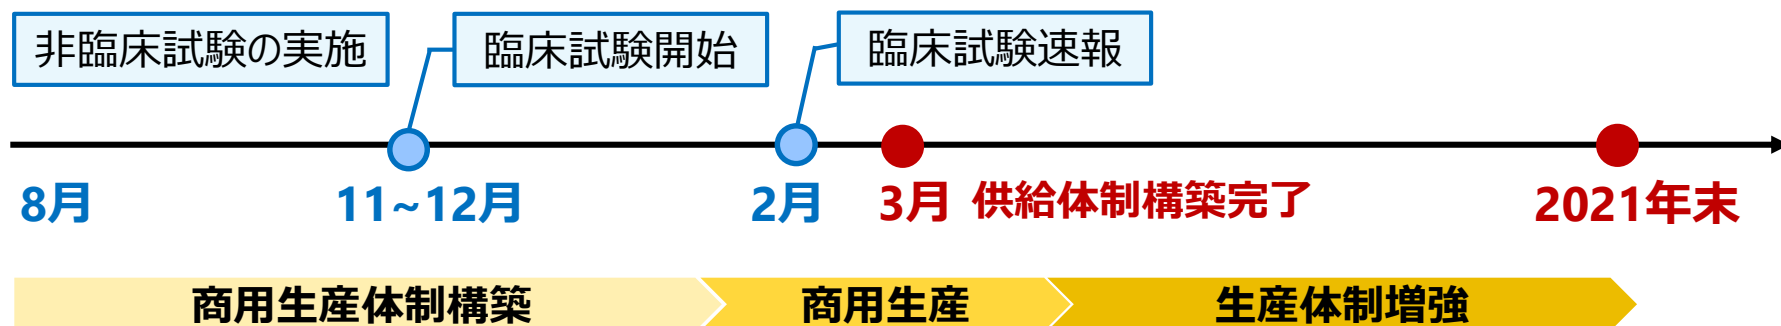 非臨床試験の実施
臨床試験開始
臨床試験速報
8月
11~12月
2月
3月 供給体制構築完了
2021年末
商用生産体制構築
商用生産
生産体制増強